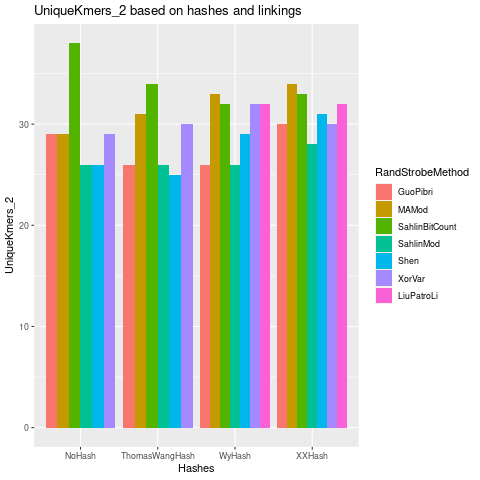 UniqueKmers_2 based on hashes and linkings
UniqueKmers_2
30
20
10
0
NoHash
ThomasWangHash
WyHash
XXHash
Hashes
RandStrobeMethod
GuoPibri
MAMod
SahlinBitCount
SahlinMod
Shen
XorVar
LiuPatroLi